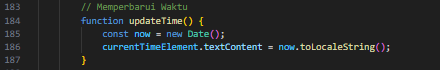 183 // Memperbarui Waktu
184 function updateTime() {
185 const now = new Date();
186 currentTimeElement.textContent = now.toLocaleString();
187 }